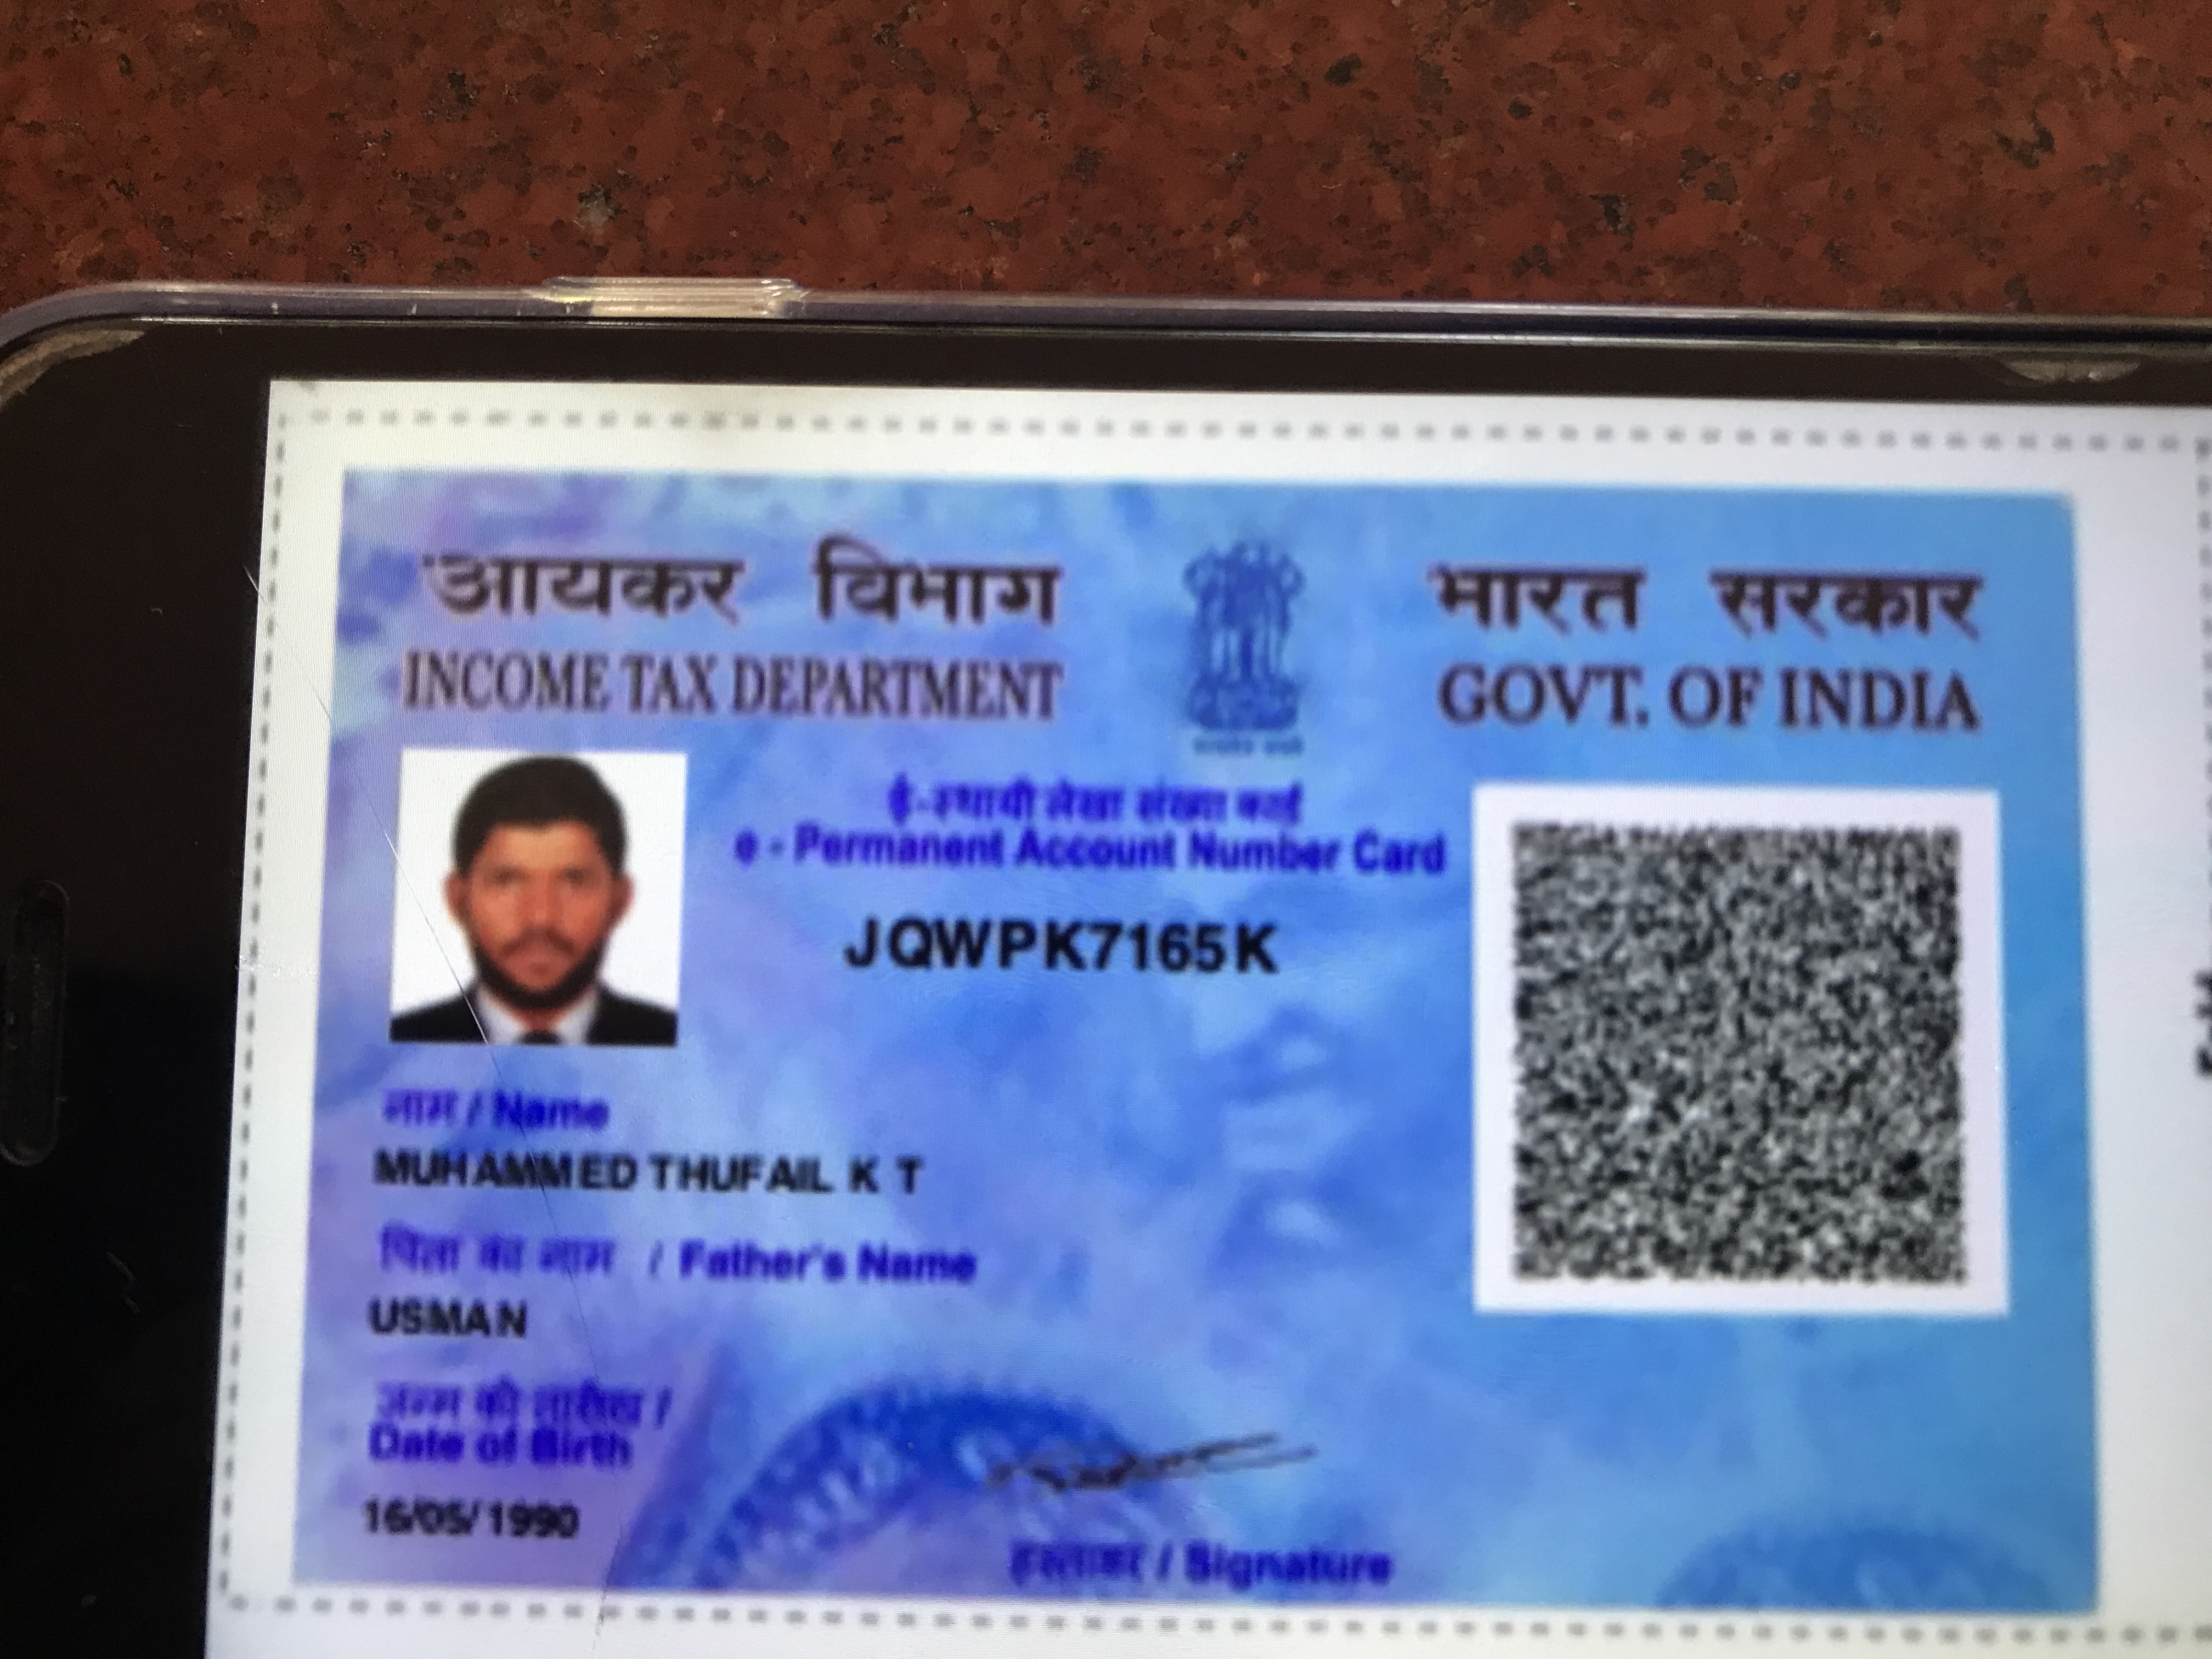 आयकर विभाग
INCOME TAX DEPARTMENT
भारत सरकार
GOVT. OF INDIA
ई-स्थायी लेखा संख्या कार्ड
e - Permanent Account Number Card
JQWPK7165K
नाम / Name
MUHAMMED THUFAIL K T
पिता का नाम / Father's Name
USMAN
जन्म की तारीख /
Date of Birth
16/05/1990
हस्ताक्षर / Signature